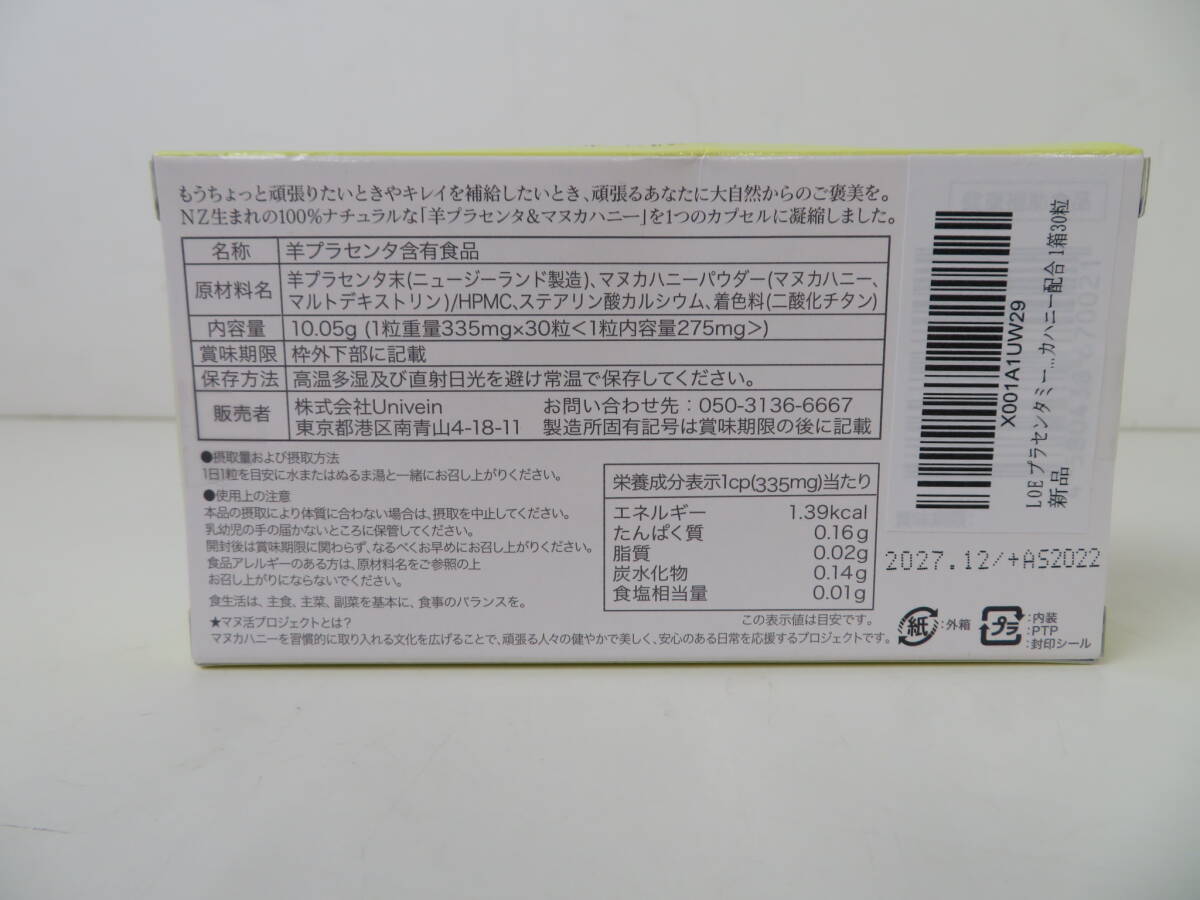 もうちょっと頑張りたいときやキレイを補給したいとき、頑張るあなたに大自然からのご褒美を。
NZ生まれの100%ナチュラルな「羊プラセンタ&マヌカハニー」を1つのカプセルに凝縮しました。
名称 羊プラセンタ含有食品
原材料名 羊プラセンタ末(ニュージーランド製造)、マヌカハニーパウダー(マヌカハニー、
マルトデキストリン)/HPMC、ステアリン酸カルシウム、着色料(二酸化チタン)
内容量 10.05g (1粒重量335mg×30粒<1粒内容量275mg>)
賞味期限 枠外下部に記載
保存方法 高温多湿及び直射日光を避け常温で保存してください。
販売者 株式会社Univein お問い合わせ先:050-3136-6667
東京都港区南青山4-18-11 製造所固有記号は賞味期限の後に記載
●摂取量および摂取方法
1日1粒を目安に水またはぬるま湯と一緒にお召し上がりください。
●使用上の注意
本品の摂取により体質に合わない場合は、摂取を中止してください。
乳幼児の手の届かないところに保管してください。
開封後は賞味期限に関わらず、なるべくお早めにお召し上がりください。
食品アレルギーのある方は、原材料名をご参照の上
お召し上がりにならないでください。
食生活は、主食、主菜、副菜を基本に、食事のバランスを。
★マヌ活プロジェクトとは?
マヌカハニーを習慣的に取り入れる文化を広げることで、頑張る人々の健やかで美しく、安心のある日常を応援するプロジェクトです。
栄養成分表示1cp(335mg)当たり
エネルギー 1.39kcal
たんぱく質 0.16g
脂質 0.02g
炭水化物 0.14g
食塩相当量 0.01g
この表示値は目安です。
X001A1UW29
LOE プラセンタミー...カハニー配合 1箱30粒
新品
2027.12/+AS2022
紙 :外箱
プラ :内装
:PTP
:封印シール